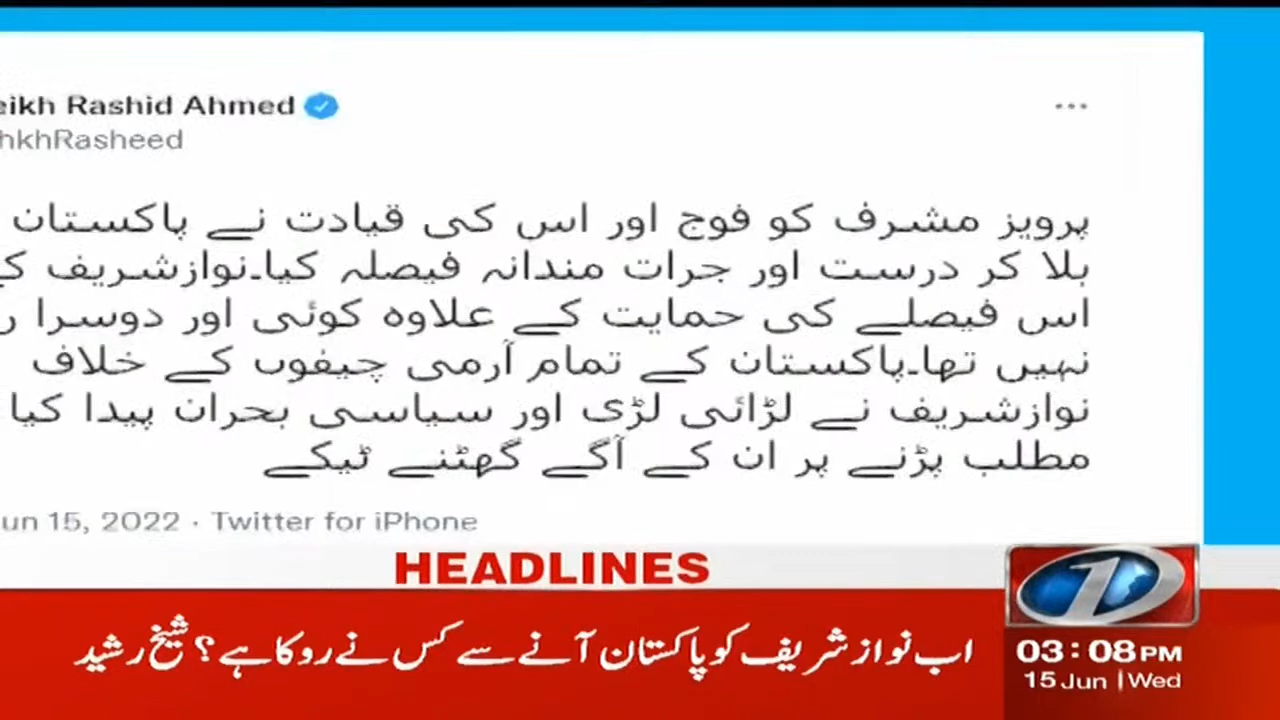 eikh Rashid Ahmed
hkhRasheed
پرویز مشرف کو فوج اور اس کی قیادت نے پاکستان
بلا کر درست اور جرات مندانہ فیصلہ کیا۔نوازشریف کے
اس فیصلے کی حمایت کے علاوہ کوئی اور دوسرا
نہیں تھا۔پاکستان کے تمام آرمی چیفوں کے خلاف
نوازشریف نے لڑائی لڑی اور سیاسی بحران پیدا کیا
مطلب پڑنے پر ان کے آگے گھٹنے ٹیکے
un 15, 2022 · Twitter for iPhone
HEADLINES
1
اب نواز شریف کو پاکستان آنے سے کس نے روکا ہے؟ شیخ رشید
03:08PM
15 Jun | Wed